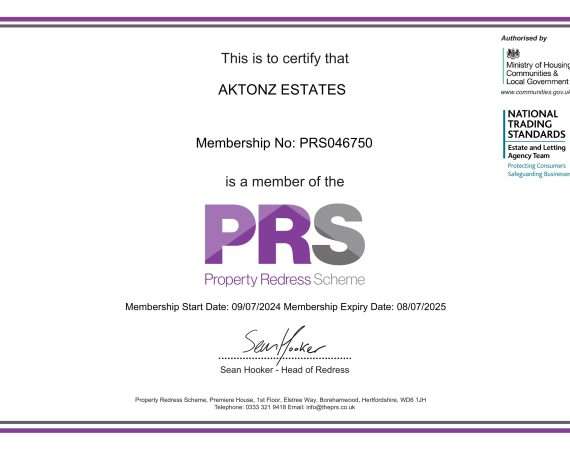 This is to certify that
AKTONZ ESTATES
Membership No: PRS046750
is a member of the
PRS
Property Redress Scheme
Membership Start Date: 09/07/2024 Membership Expiry Date: 08/07/2025
Sean Hooker
Sean Hooker - Head of Redress
Property Redress Scheme, Premiere House, 1st Floor, Elstree Way, Borehamwood, Hertfordshire, WD6 1JH
Telephone: 0333 321 9418 Email: info@theprs.co.uk
Authorised by
Ministry of Housing
Communities &
Local Government
www.communities.gov.uk
NATIONAL
TRADING
STANDARDS
Estate and Letting
Agency Team
Protecting Consumers
Safeguarding Businesses